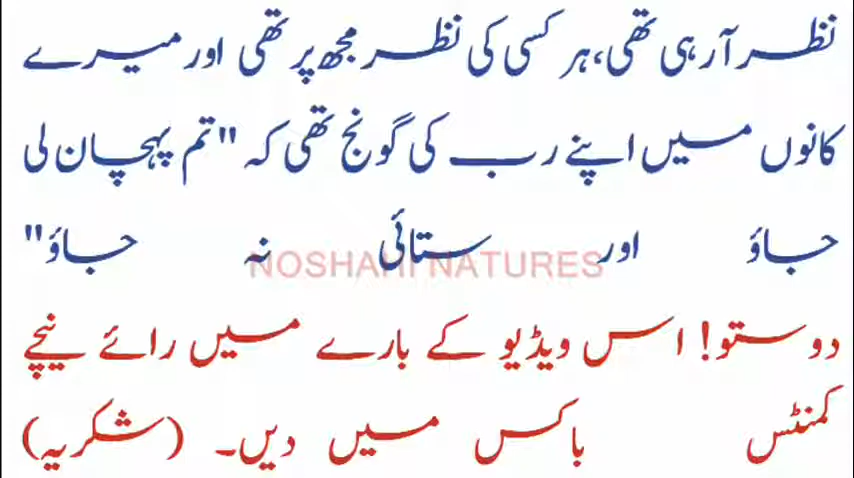 نظر آرہی تھی، ہر کسی کی نظر مجھ پر تھی اور میرے
کانوں میں اپنے رب کی گونج تھی کہ "تم پہچان لی
جاؤ اور ستائی نہ جاؤ"
NOSHAHI NATURES
دوستو! اس ویڈیو کے بارے میں رائے نیچے
کمنٹس باکس میں دیں۔ (شکریہ)